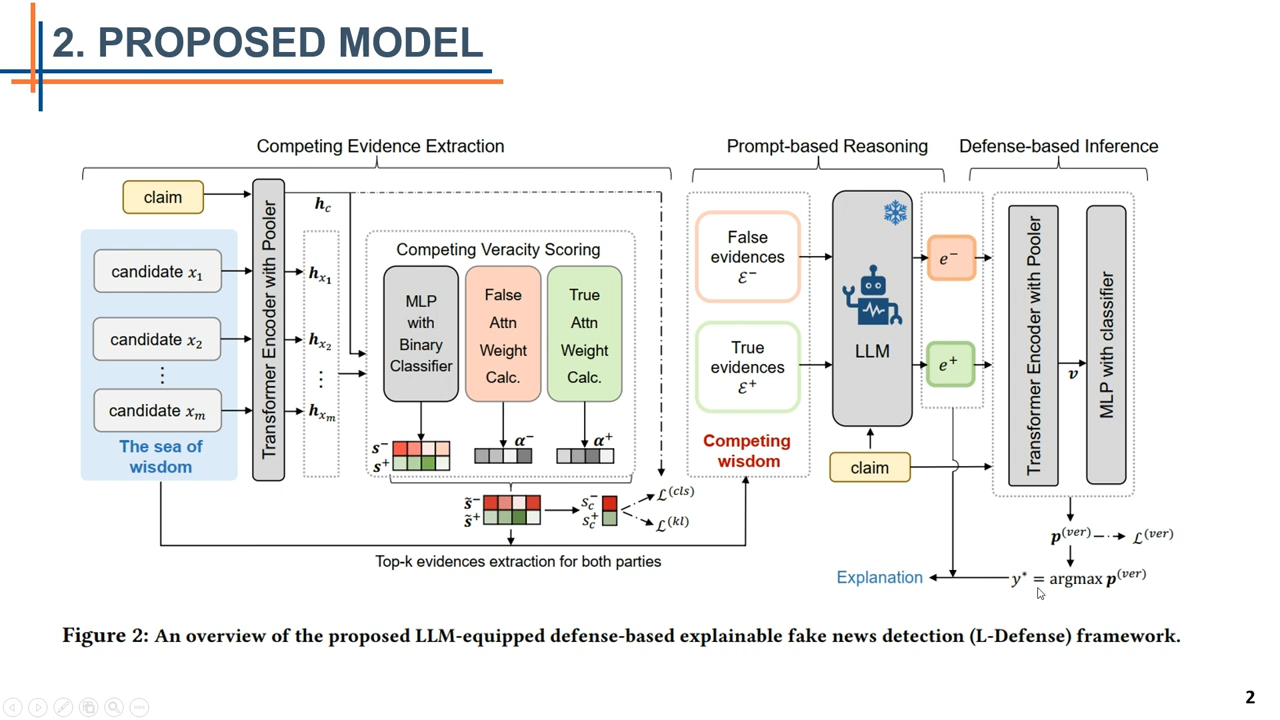 2. PROPOSED MODEL
Competing Evidence Extraction
Prompt-based Reasoning
Defense-based Inference
claim
candidate x₁
candidate x₂
⋮
candidate xₘ
The sea of
wisdom
Transformer Encoder with Pooler
h_c
h_x₁
h_x₂
⋮
h_xₘ
Competing Veracity Scoring
MLP
with
Binary
Classifier
False
Attn
Weight
Calc.
True
Attn
Weight
Calc.
s⁻
s⁺
α⁻
α⁺
s̃⁻
s̃⁺
s_c⁻
s_c⁺
ℒ^(cls)
ℒ^(kl)
Top-k evidences extraction for both parties
False
evidences
ℰ⁻
True
evidences
ℰ⁺
Competing
wisdom
LLM
claim
e⁻
e⁺
Transformer Encoder with Pooler
v
MLP with classifier
p^(ver)
ℒ^(ver)
Explanation
y* = argmax p^(ver)
Figure 2: An overview of the proposed LLM-equipped defense-based explainable fake news detection (L-Defense) framework.
2